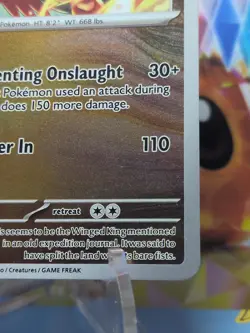 Pokémon HT: 8'2" WT: 668 lbs.
enting Onslaught 30+
Pokémon used an attack during
does 150 more damage.
er In 110
retreat
s seems to be the Winged King mentioned
in an old expedition journal. It was said to
have split the land with its bare fists.
o / Creatures / GAME FREAK